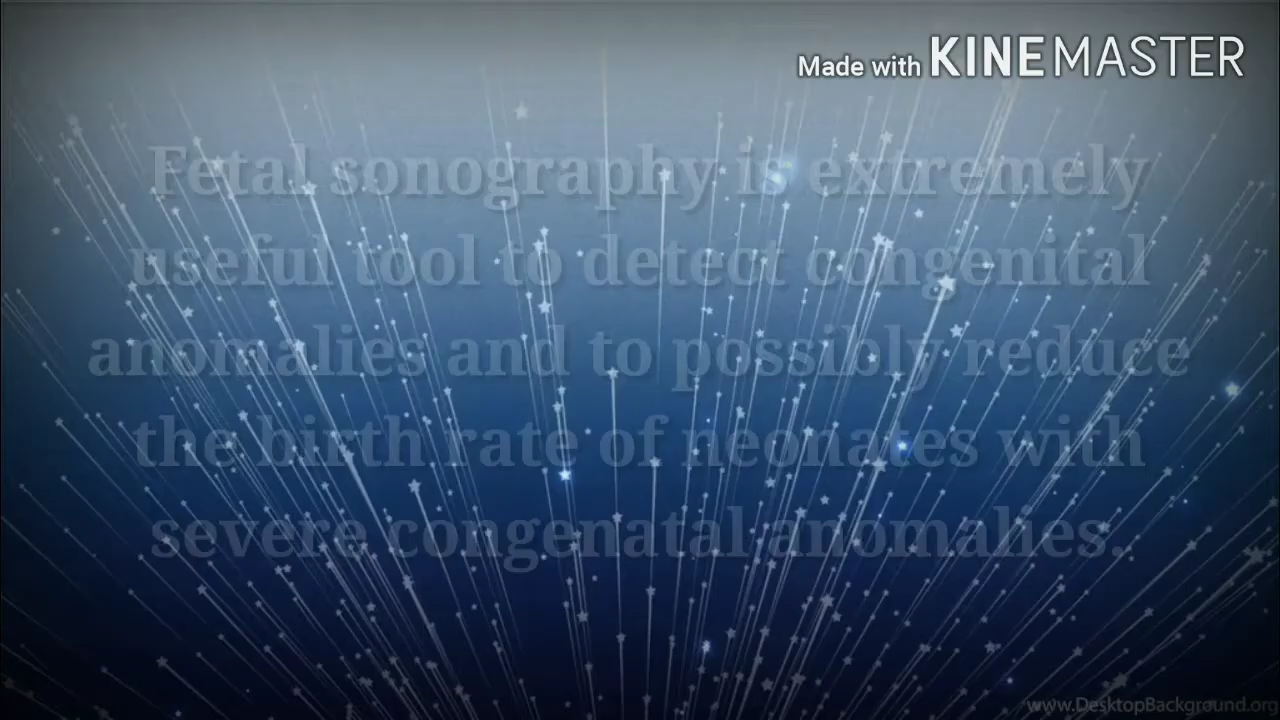 Made with KINEMASTER
Fetal sonography is extremely
useful tool to detect congenital
anomalies and to possibly reduce
the birth rate of neonates with
severe congenatal anomalies.
www.DesktopBackground.org